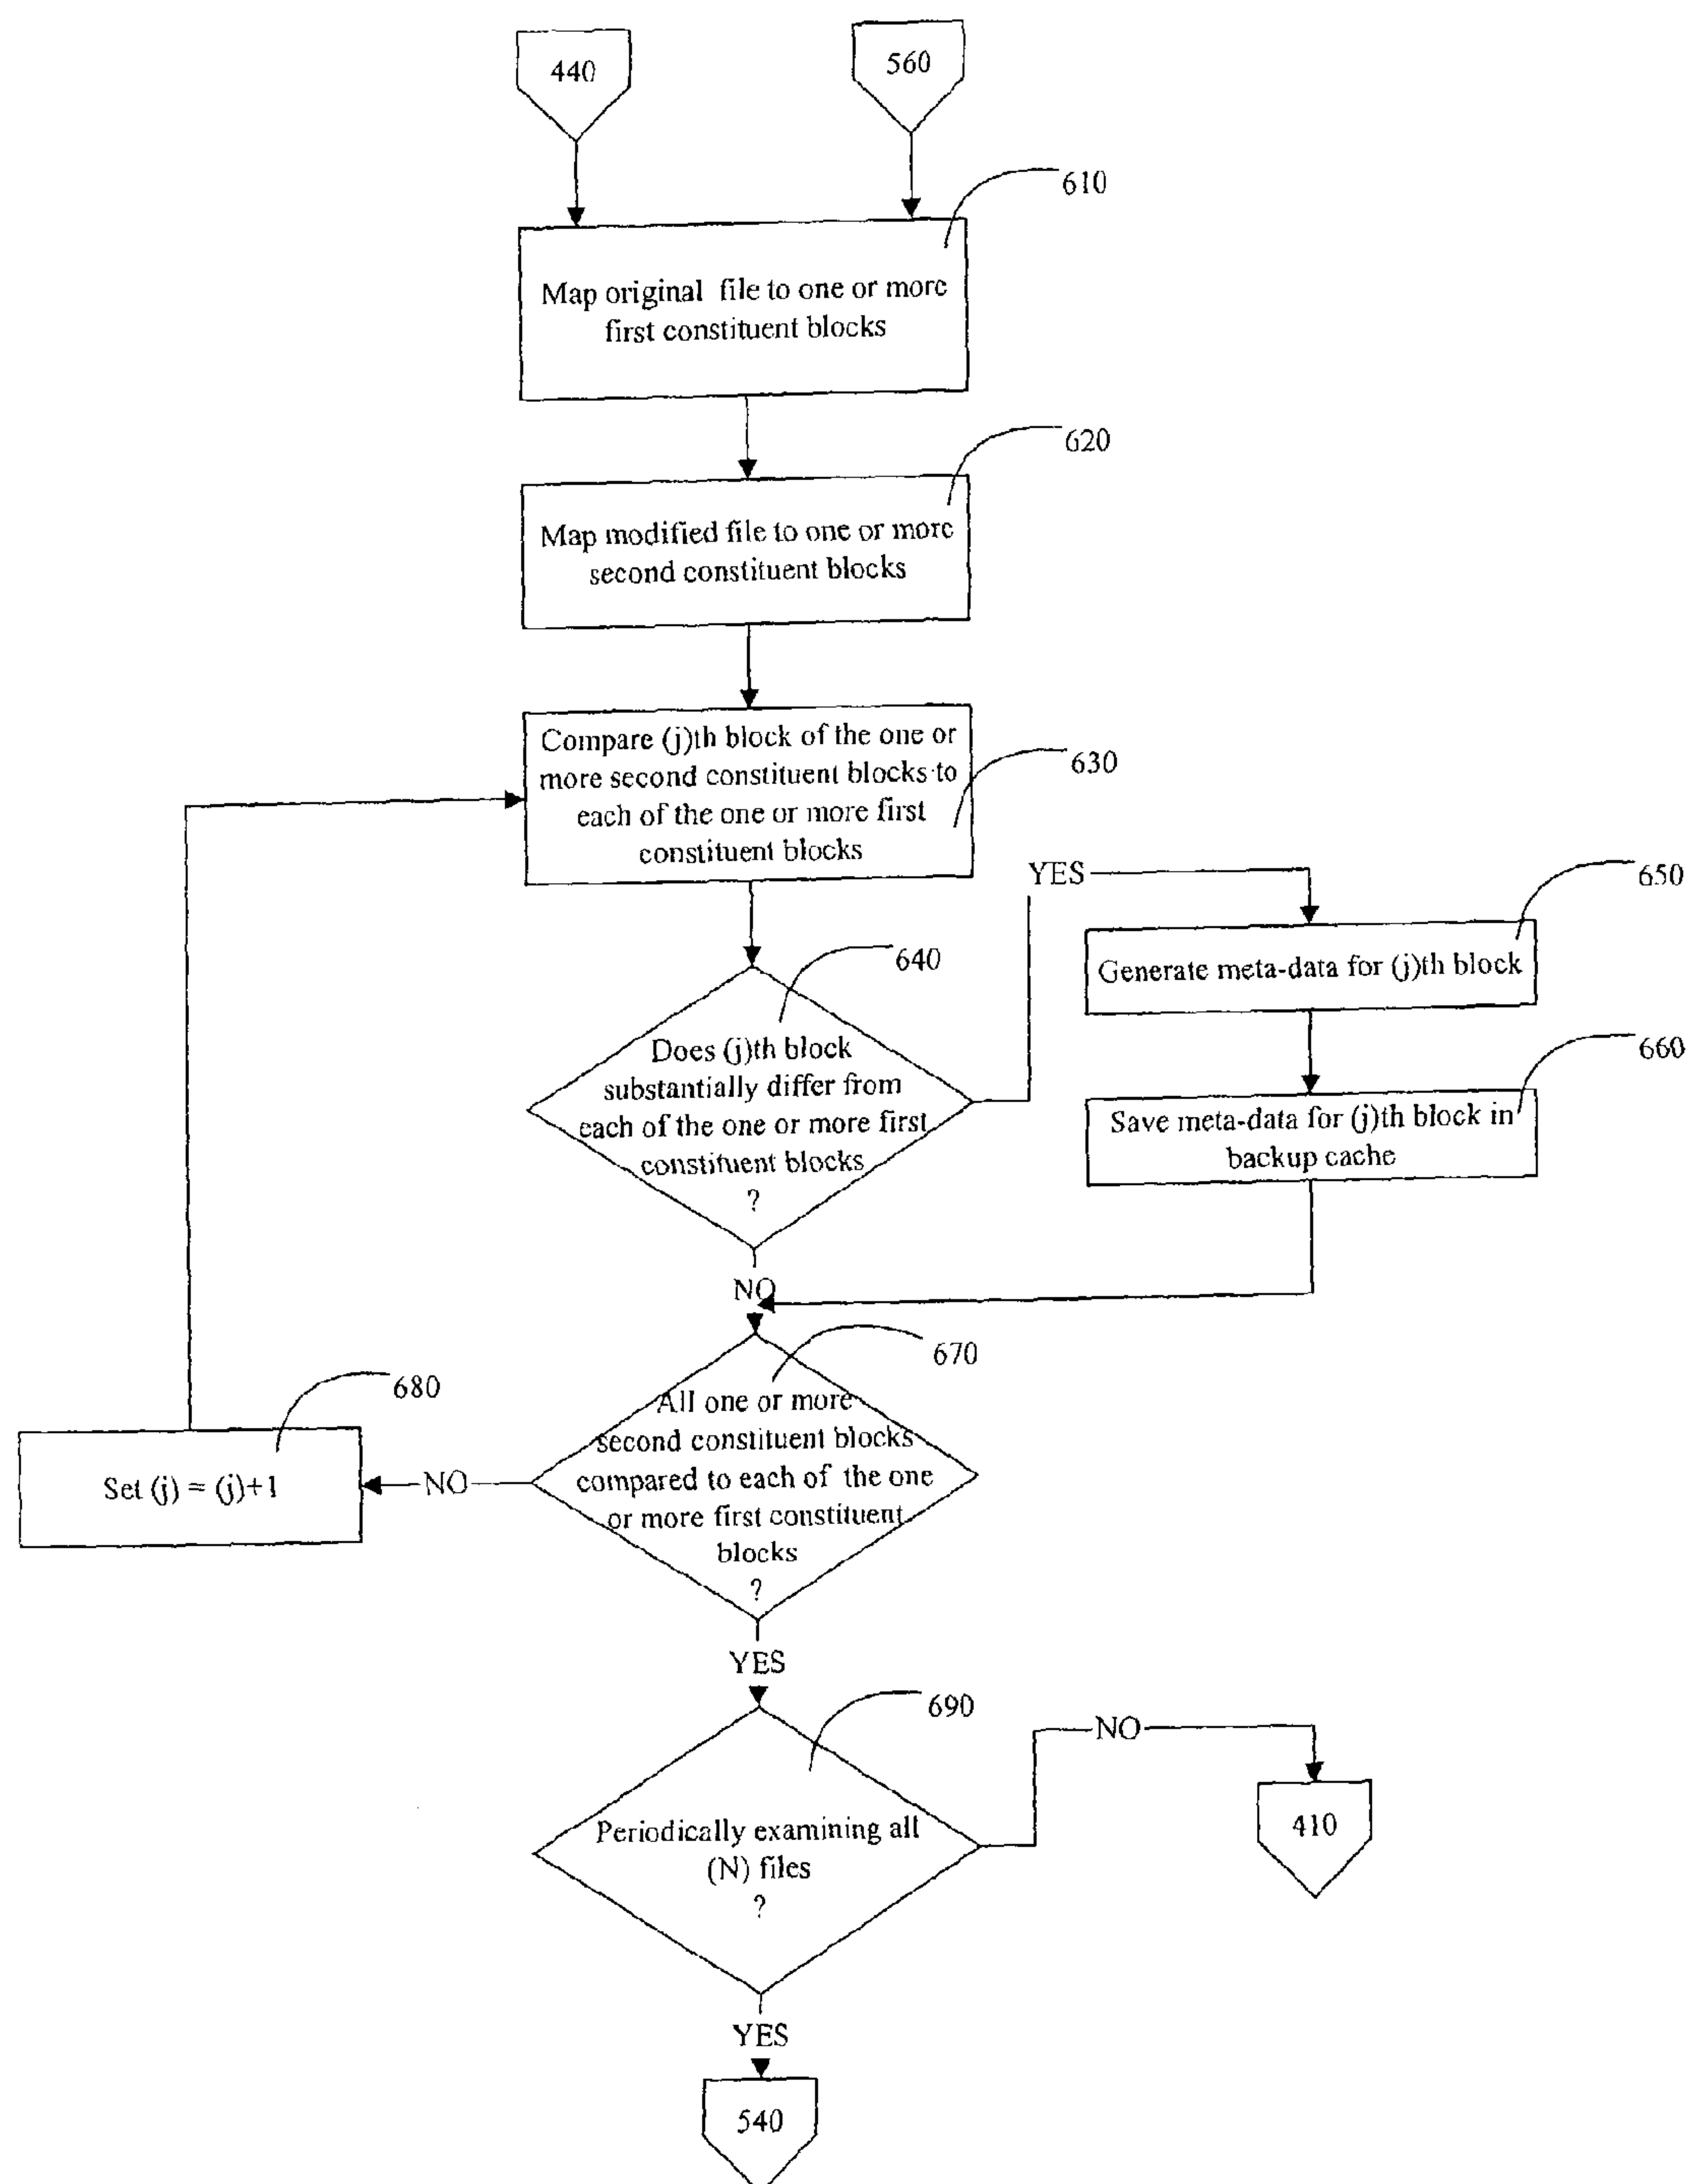 440
560
610
Map original file to one or more
first constituent blocks
620
Map modified file to one or more
second constituent blocks
630
Compare (j)th block of the one or
more second constituent blocks to
each of the one or more first
constituent blocks
YES
650
Generate meta-data for (j)th block
640
Does (j)th block
substantially differ from
each of the one or more first
constituent blocks
?
660
Save meta-data for (j)th block in
backup cache
NO
670
All one or more
second constituent blocks
compared to each of the one
or more first constituent
blocks
?
680
Set (j) = (j)+1
NO
YES
690
Periodically examining all
(N) files
?
NO
410
YES
540